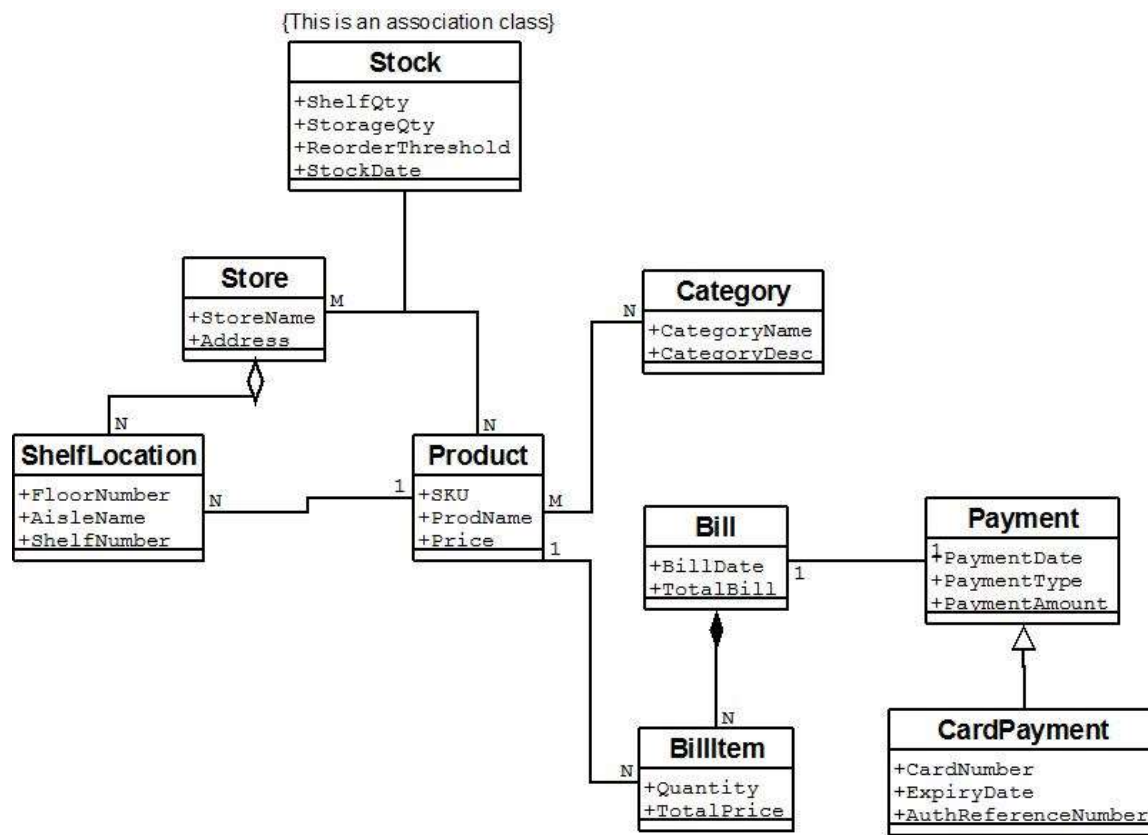 {This is an association class}
Stock
+ShelfQty
+StorageQty
+ReorderThreshold
+StockDate
Store
+StoreName
+Address
M
Category
+CategoryName
+CategoryDesc
N
N
ShelfLocation
+FloorNumber
+AisleName
+ShelfNumber
N
N
Product
+SKU
+ProdName
+Price
1
M
1
Bill
+BillDate
+TotalBill
1
Payment
1
+PaymentDate
+PaymentType
+PaymentAmount
N
BillItem
+Quantity
+TotalPrice
N
CardPayment
+CardNumber
+ExpiryDate
+AuthReferenceNumber